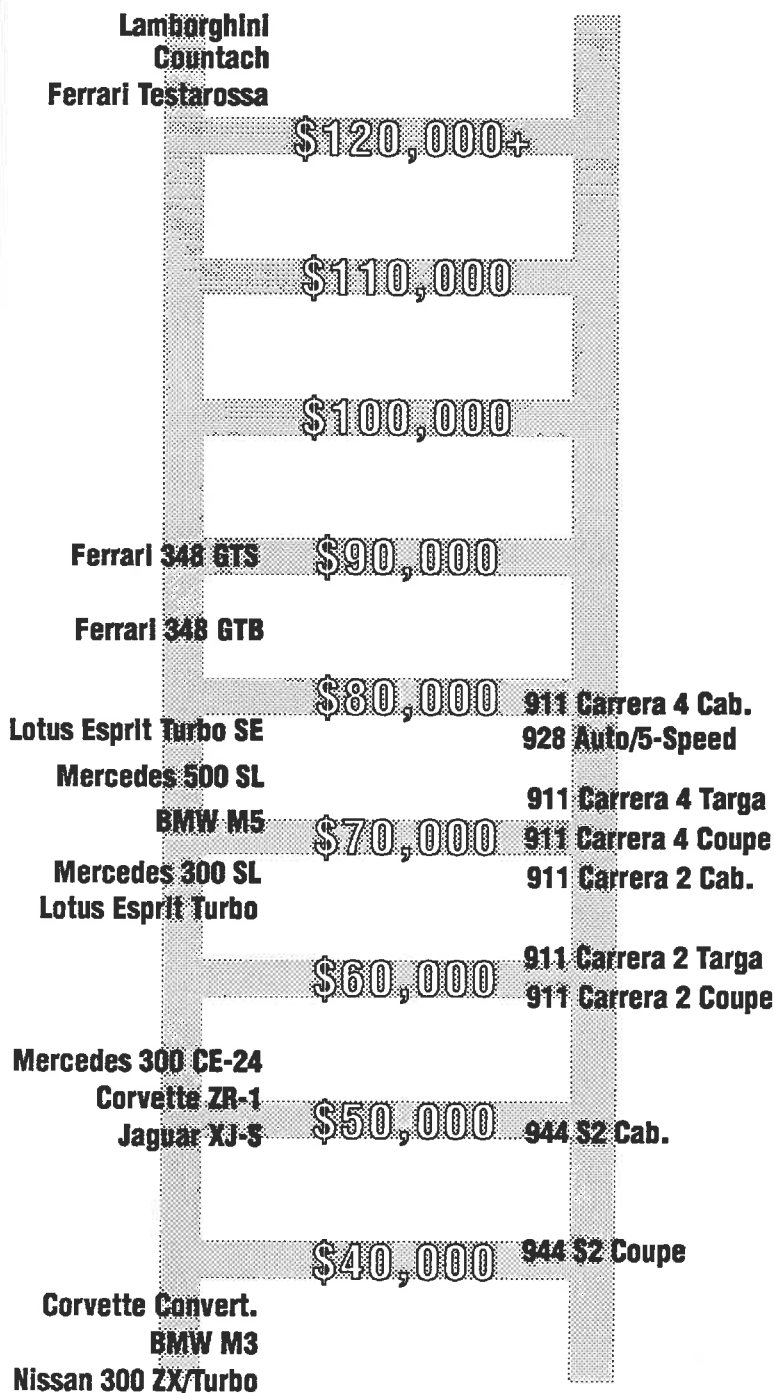 Lamborghini
Countach
Ferrari Testarossa
$120,000+
$110,000
$100,000
Ferrari 348 GTS
$90,000
Ferrari 348 GTB
$80,000
911 Carrera 4 Cab.
Lotus Esprit Turbo SE
928 Auto/5-Speed
Mercedes 500 SL
911 Carrera 4 Targa
BMW M5
$70,000
911 Carrera 4 Coupe
Mercedes 300 SL
911 Carrera 2 Cab.
Lotus Esprit Turbo
911 Carrera 2 Targa
$60,000
911 Carrera 2 Coupe
Mercedes 300 CE-24
Corvette ZR-1
$50,000
Jaguar XJ-S
944 S2 Cab.
944 S2 Coupe
$40,000
Corvette Convert.
BMW M3
Nissan 300 ZX/Turbo